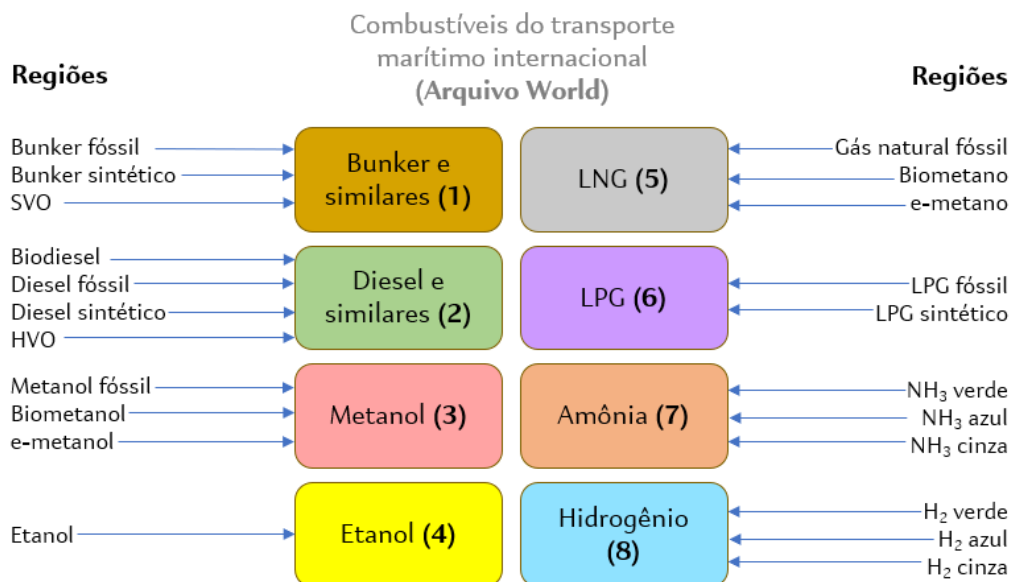 Combustíveis do transporte
marítimo internacional
(Arquivo World)
Regiões
Bunker fóssil
Bunker sintético
SVO
Biodiesel
Diesel fóssil
Diesel sintético
HVO
Metanol fóssil
Biometanol
e-metanol
Etanol
Bunker e
similares (1)
Diesel e
similares (2)
Metanol (3)
Etanol (4)
LNG (5)
LPG (6)
Amônia (7)
Hidrogênio
(8)
Regiões
Gás natural fóssil
Biometano
e-metano
LPG fóssil
LPG sintético
NH₃ verde
NH₃ azul
NH₃ cinza
H₂ verde
H₂ azul
H₂ cinza